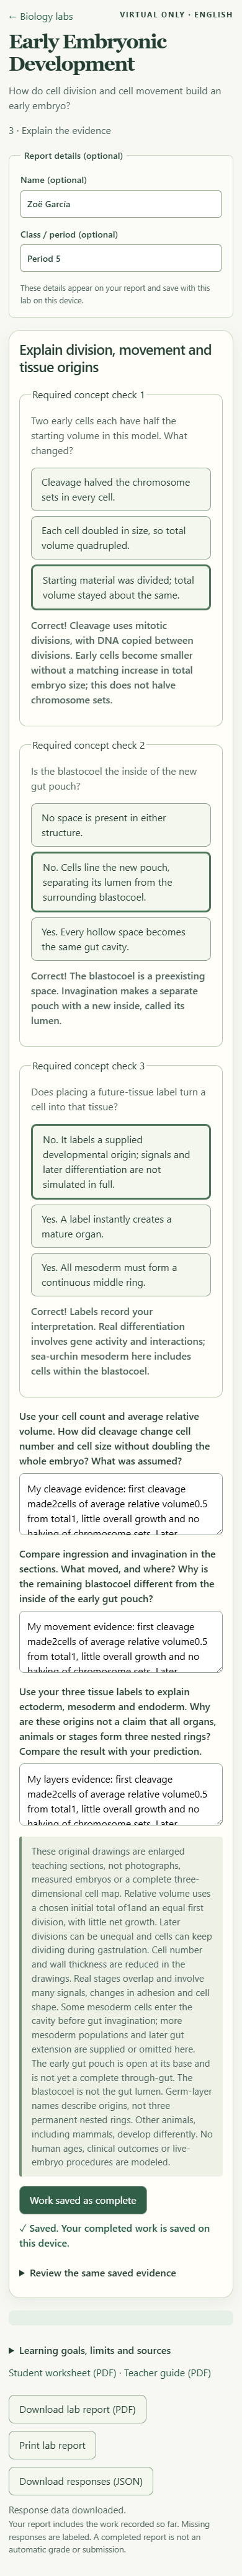 ← Biology labs
VIRTUAL ONLY · ENGLISH
Early Embryonic
Development
How do cell division and cell movement build an
early embryo?
3 · Explain the evidence
Report details (optional)
Name (optional)
Zoë García
Class / period (optional)
Period 5
These details appear on your report and save with this
lab on this device.
Explain division, movement and
tissue origins
Required concept check 1
Two early cells each have half the
starting volume in this model. What
changed?
Cleavage halved the chromosome
sets in every cell.
Each cell doubled in size, so total
volume quadrupled.
Starting material was divided; total
volume stayed about the same.
Correct! Cleavage uses mitotic
divisions, with DNA copied between
divisions. Early cells become smaller
without a matching increase in total
embryo size; this does not halve
chromosome sets.
Required concept check 2
Is the blastocoel the inside of the new
gut pouch?
No space is present in either
structure.
No. Cells line the new pouch,
separating its lumen from the
surrounding blastocoel.
Yes. Every hollow space becomes
the same gut cavity.
Correct! The blastocoel is a preexisting
space. Invagination makes a separate
pouch with a new inside, called its
lumen.
Required concept check 3
Does placing a future-tissue label turn a
cell into that tissue?
No. It labels a supplied
developmental origin; signals and
later differentiation are not
simulated in full.
Yes. A label instantly creates a
mature organ.
Yes. All mesoderm must form a
continuous middle ring.
Correct! Labels record your
interpretation. Real differentiation
involves gene activity and interactions;
sea-urchin mesoderm here includes
cells within the blastocoel.
Use your cell count and average relative
volume. How did cleavage change cell
number and cell size without doubling the
whole embryo? What was assumed?
My cleavage evidence: first cleavage
made2cells of average relative volume0.5
from total1, little overall growth and no
halving of chromosome sets. Later
Compare ingression and invagination in the
sections. What moved, and where? Why is
the remaining blastocoel different from the
inside of the early gut pouch?
My movement evidence: first cleavage
made2cells of average relative volume0.5
from total1, little overall growth and no
halving of chromosome sets. Later
Use your three tissue labels to explain
ectoderm, mesoderm and endoderm. Why
are these origins not a claim that all organs,
animals or stages form three nested rings?
Compare the result with your prediction.
My layers evidence: first cleavage
made2cells of average relative volume0.5
from total1, little overall growth and no
halving of chromosome sets. Later
These original drawings are enlarged
teaching sections, not photographs,
measured embryos or a complete three-
dimensional cell map. Relative volume uses
a chosen initial total of1and an equal first
division, with little net growth. Later
divisions can be unequal and cells can keep
dividing during gastrulation. Cell number
and wall thickness are reduced in the
drawings. Real stages overlap and involve
many signals, changes in adhesion and cell
shape. Some mesoderm cells enter the
cavity before gut invagination; more
mesoderm populations and later gut
extension are supplied or omitted here.
The early gut pouch is open at its base and
is not yet a complete through-gut. The
blastocoel is not the gut lumen. Germ-layer
names describe origins, not three
permanent nested rings. Other animals,
including mammals, develop differently. No
human ages, clinical outcomes or live-
embryo procedures are modeled.
Work saved as complete
✓ Saved. Your completed work is saved on
this device.
▶ Review the same saved evidence
▶ Learning goals, limits and sources
Student worksheet (PDF) · Teacher guide (PDF)
Download lab report (PDF)
Print lab report
Download responses (JSON)
Response data downloaded.
Your report includes the work recorded so far. Missing
responses are labeled. A completed report is not an
automatic grade or submission.